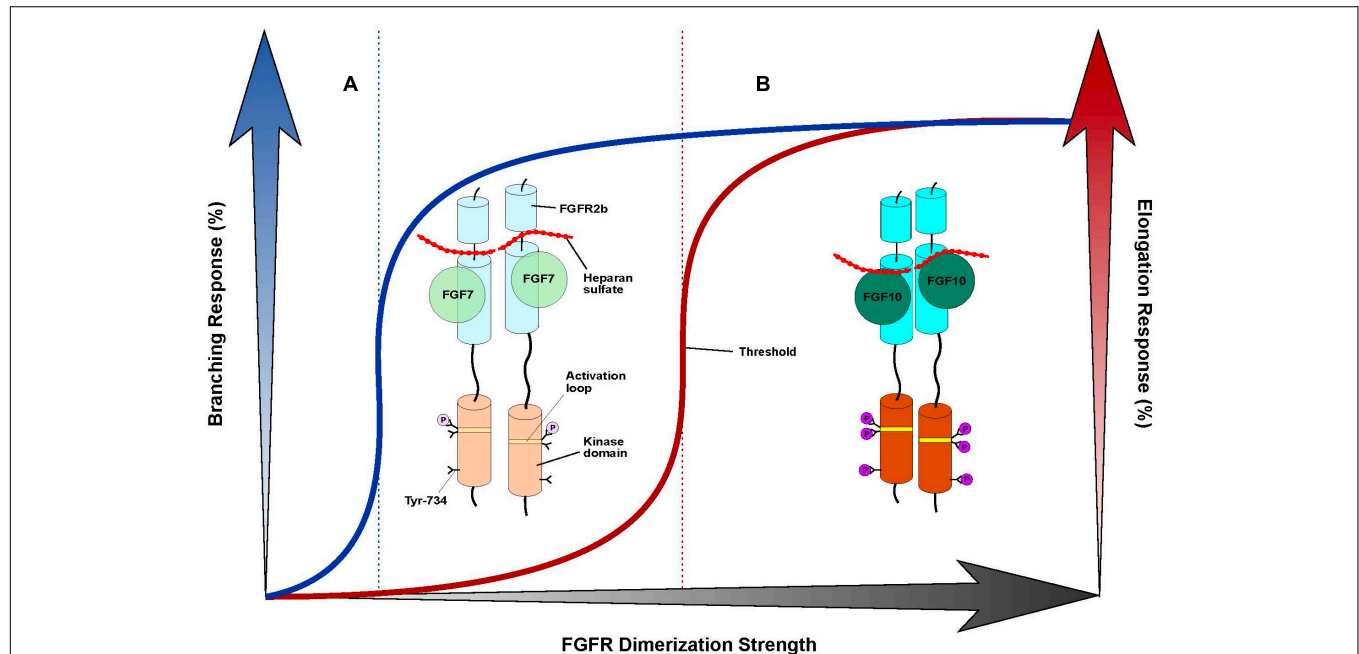 A
B
Branching Response (%)
Elongation Response (%)
FGFR2b
Heparan
sulfate
FGF7
FGF7
FGF10
FGF10
Threshold
Activation
loop
P
P
Kinase
domain
Tyr-734
P
P
P
P
P
P
FGFR Dimerization Strength